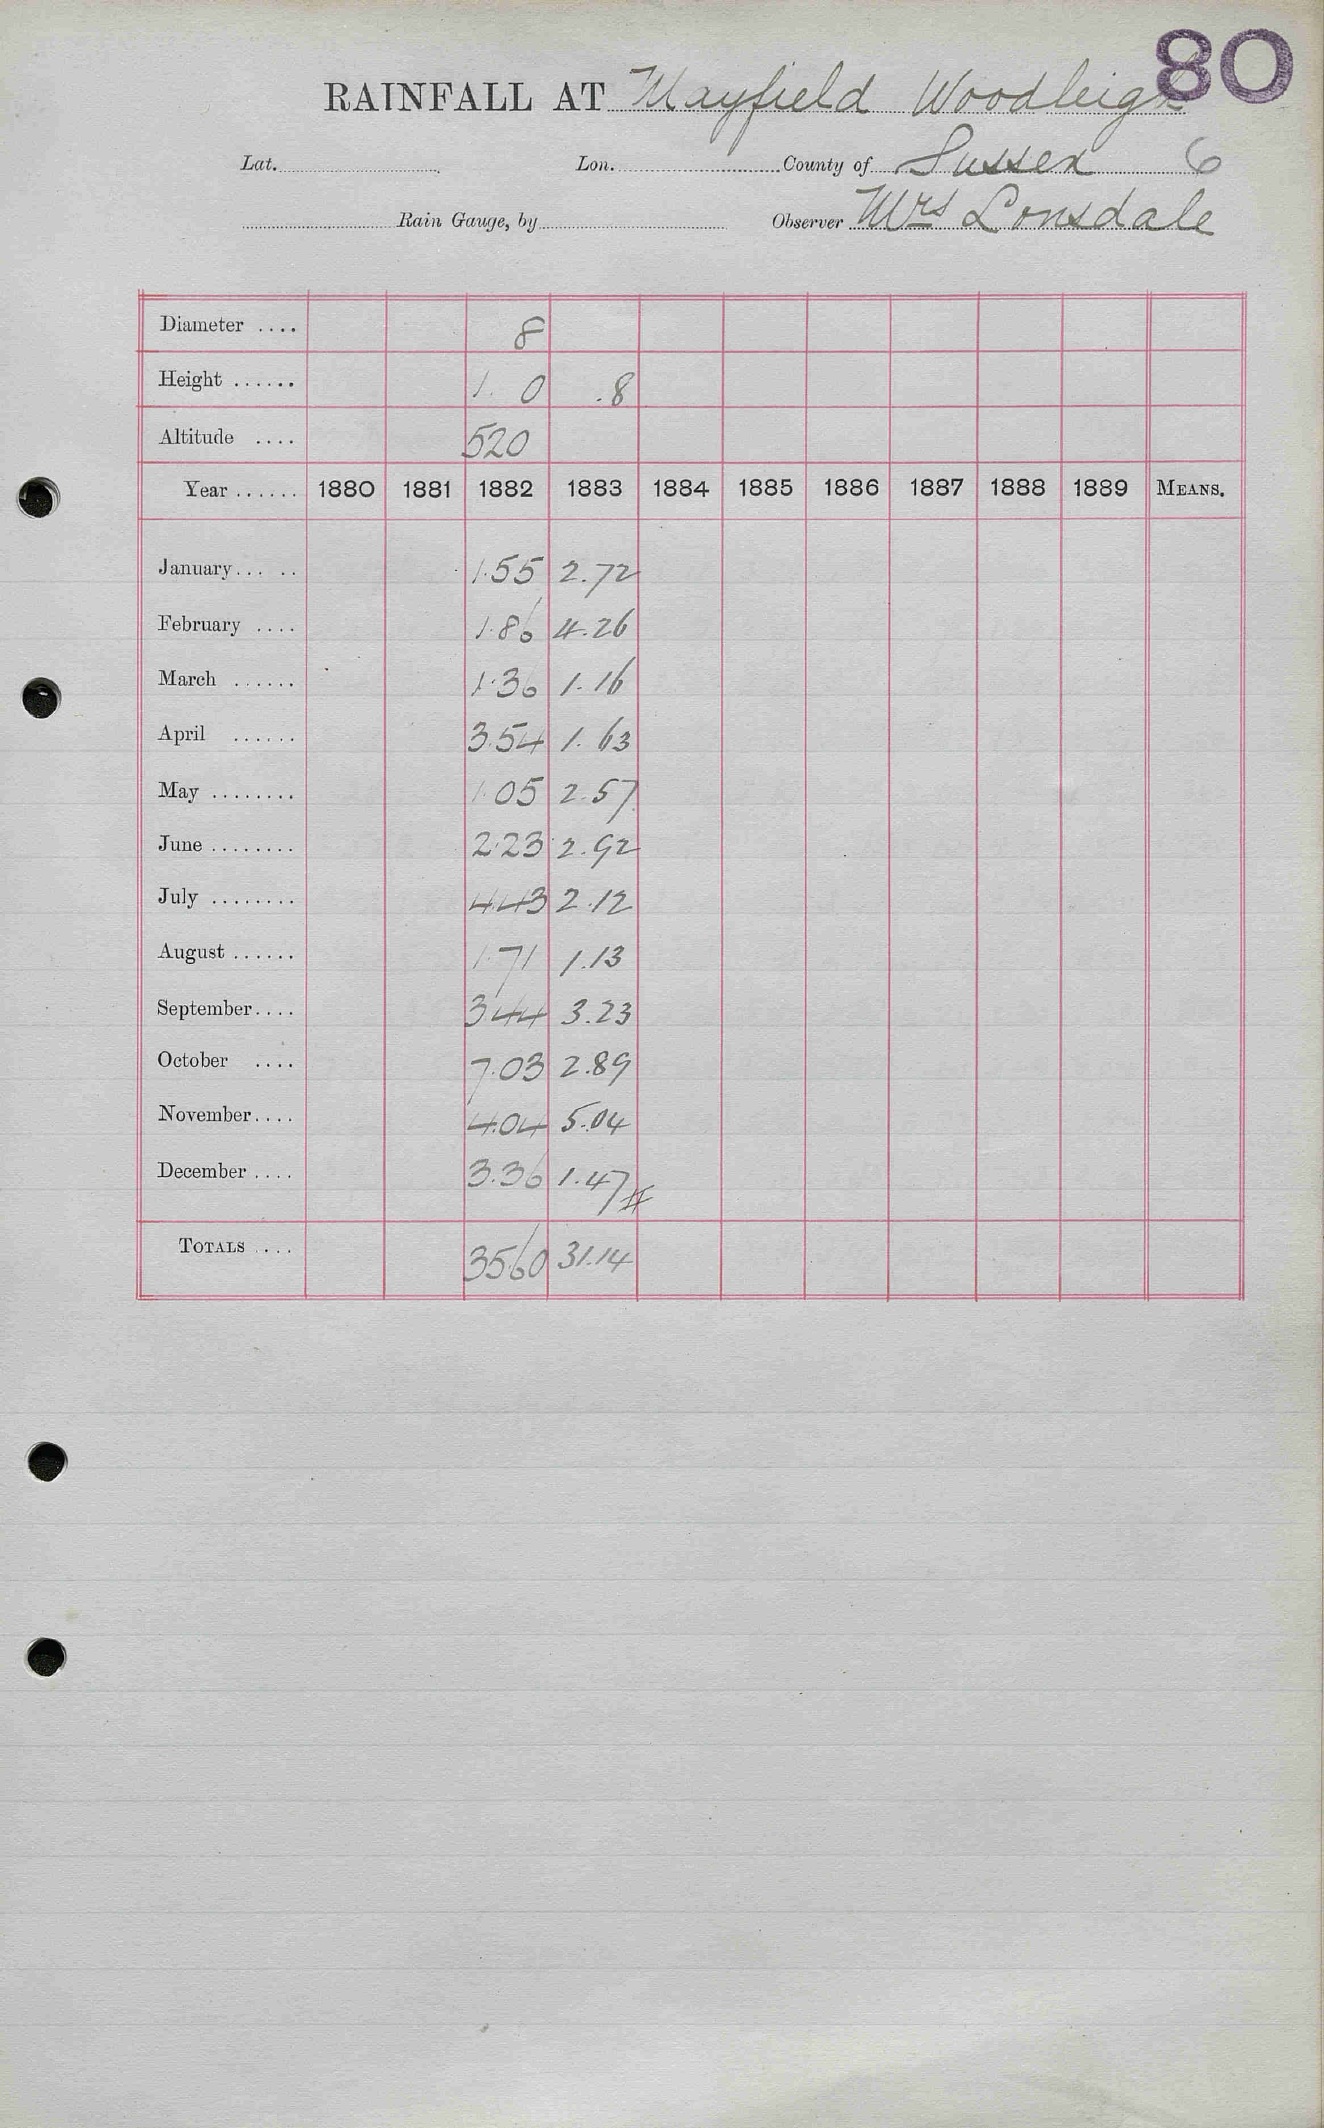 80
RAINFALL AT Mayfield Woodleigh
Lat. Lon. County of Sussex 6
Rain Gauge, by Observer Mrs Lonsdale
Diameter .... 8
Height ...... 1. 0 .8
Altitude .... 520
Year ...... 1880 1881 1882 1883 1884 1885 1886 1887 1888 1889 MEANS.
January... .. 1.55 2.72
February .... 1.86 4.26
March ...... 1.36 1.16
April ...... 3.54 1.63
May ........ 1.05 2.57
June ........ 2.23 2.92
July ........ 4.43 2.12
August ...... 1.71 1.13
September.... 3 44 3.23
October .... 7.03 2.89
November.... 4.04 5.04
December .... 3.36 1.47
TOTALS .... 35.60 31.14